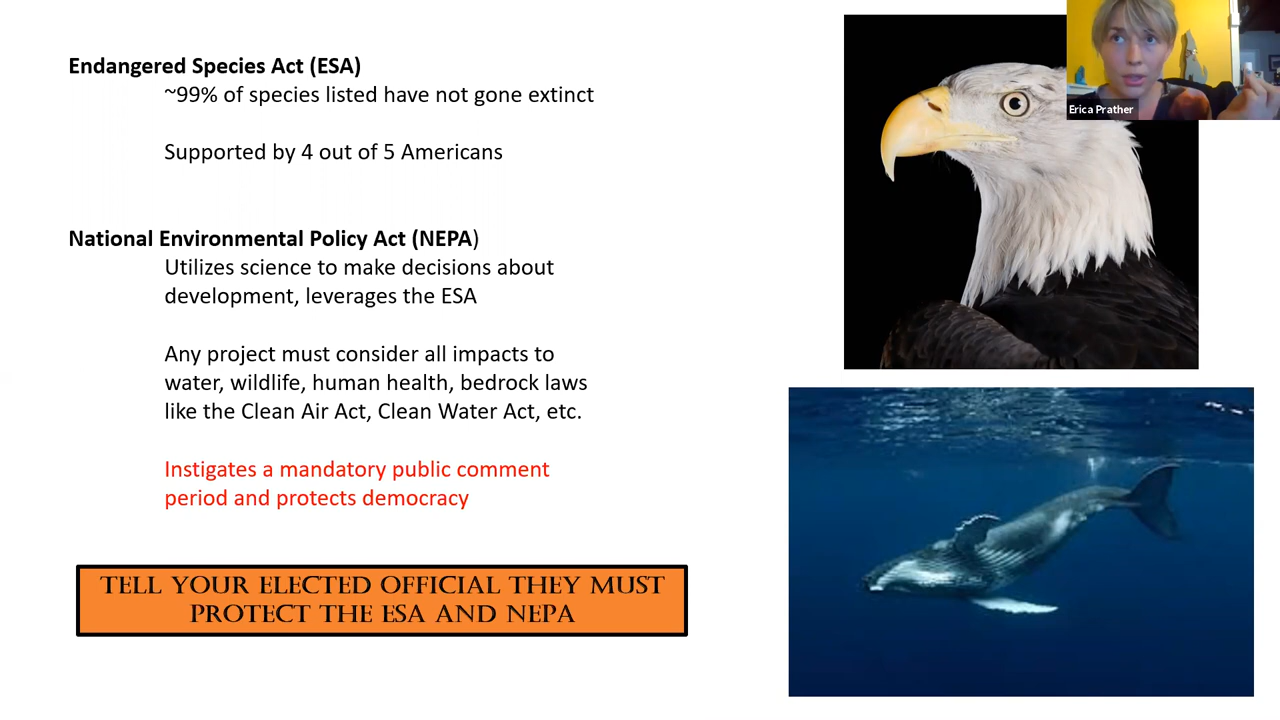 Endangered Species Act (ESA)
~99% of species listed have not gone extinct
Supported by 4 out of 5 Americans
National Environmental Policy Act (NEPA)
Utilizes science to make decisions about
development, leverages the ESA
Any project must consider all impacts to
water, wildlife, human health, bedrock laws
like the Clean Air Act, Clean Water Act, etc.
Instigates a mandatory public comment
period and protects democracy
TELL YOUR ELECTED OFFICIAL THEY MUST
PROTECT THE ESA AND NEPA
Erica Prather